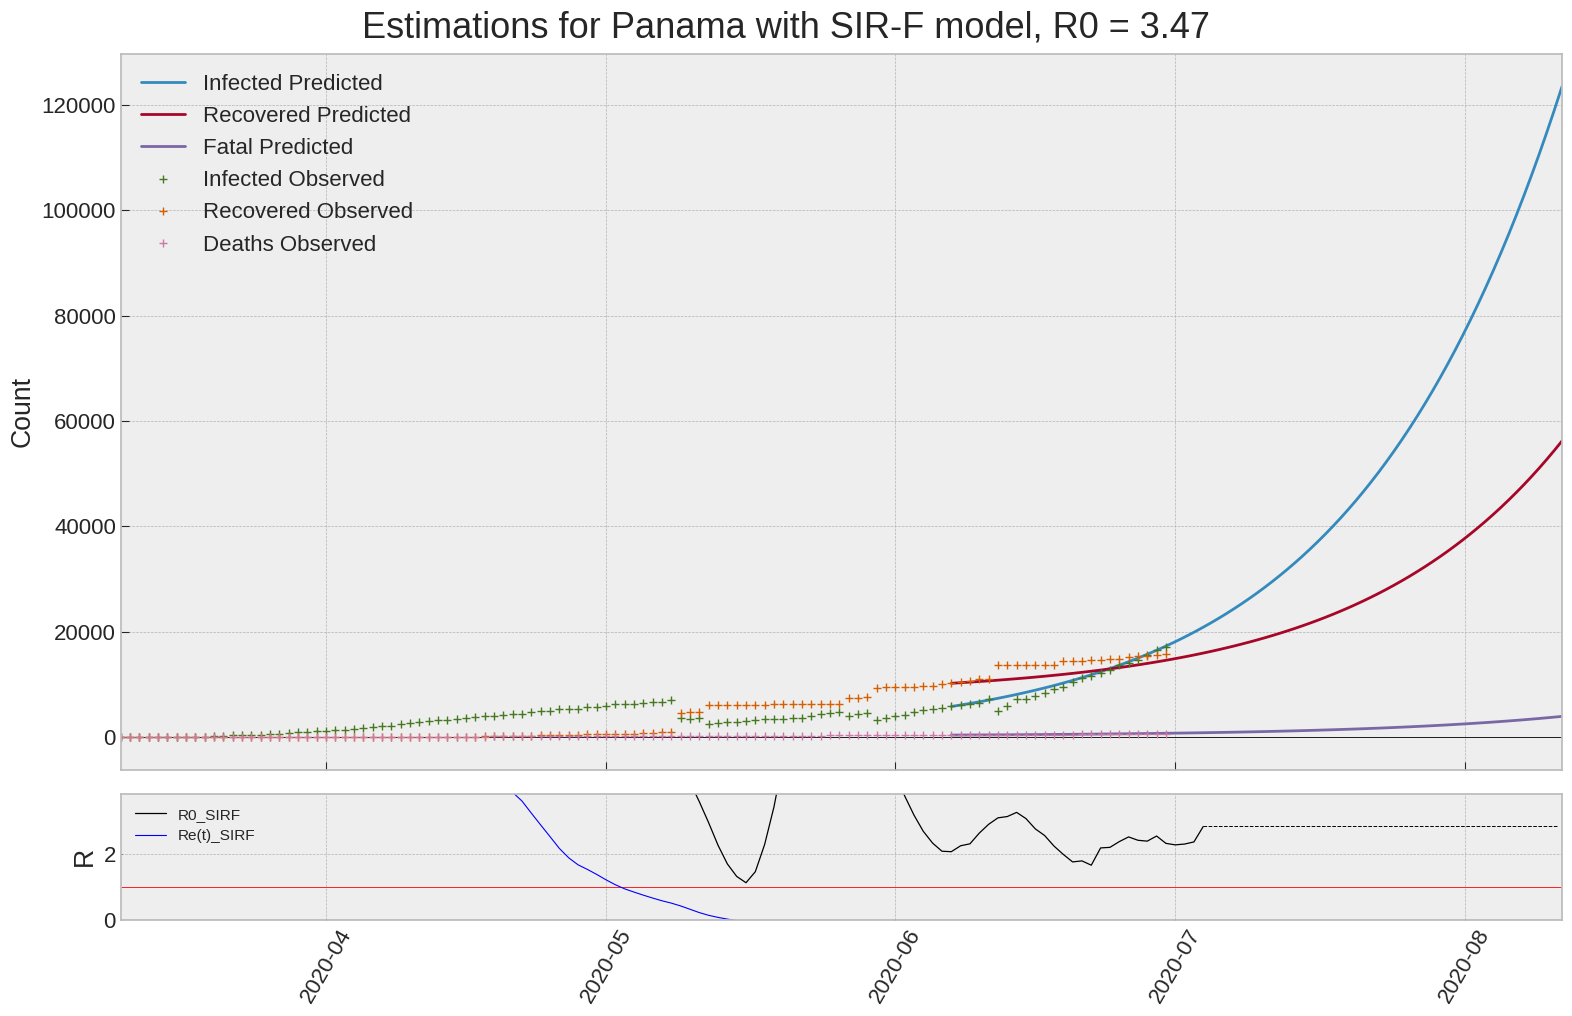 Estimations for Panama with SIR-F model, R0 = 3.47
Infected Predicted
Recovered Predicted
Fatal Predicted
Infected Observed
Recovered Observed
Deaths Observed
120000
100000
80000
60000
40000
20000
0
Count
R0_SIRF
Re(t)_SIRF
2
0
R
2020-04
2020-05
2020-06
2020-07
2020-08